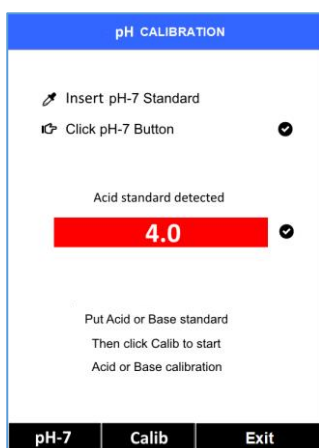 pH CALIBRATION
Insert pH-7 Standard
Click pH-7 Button
Acid standard detected
4.0
Put Acid or Base standard
Then click Calib to start
Acid or Base calibration
pH-7 Calib Exit